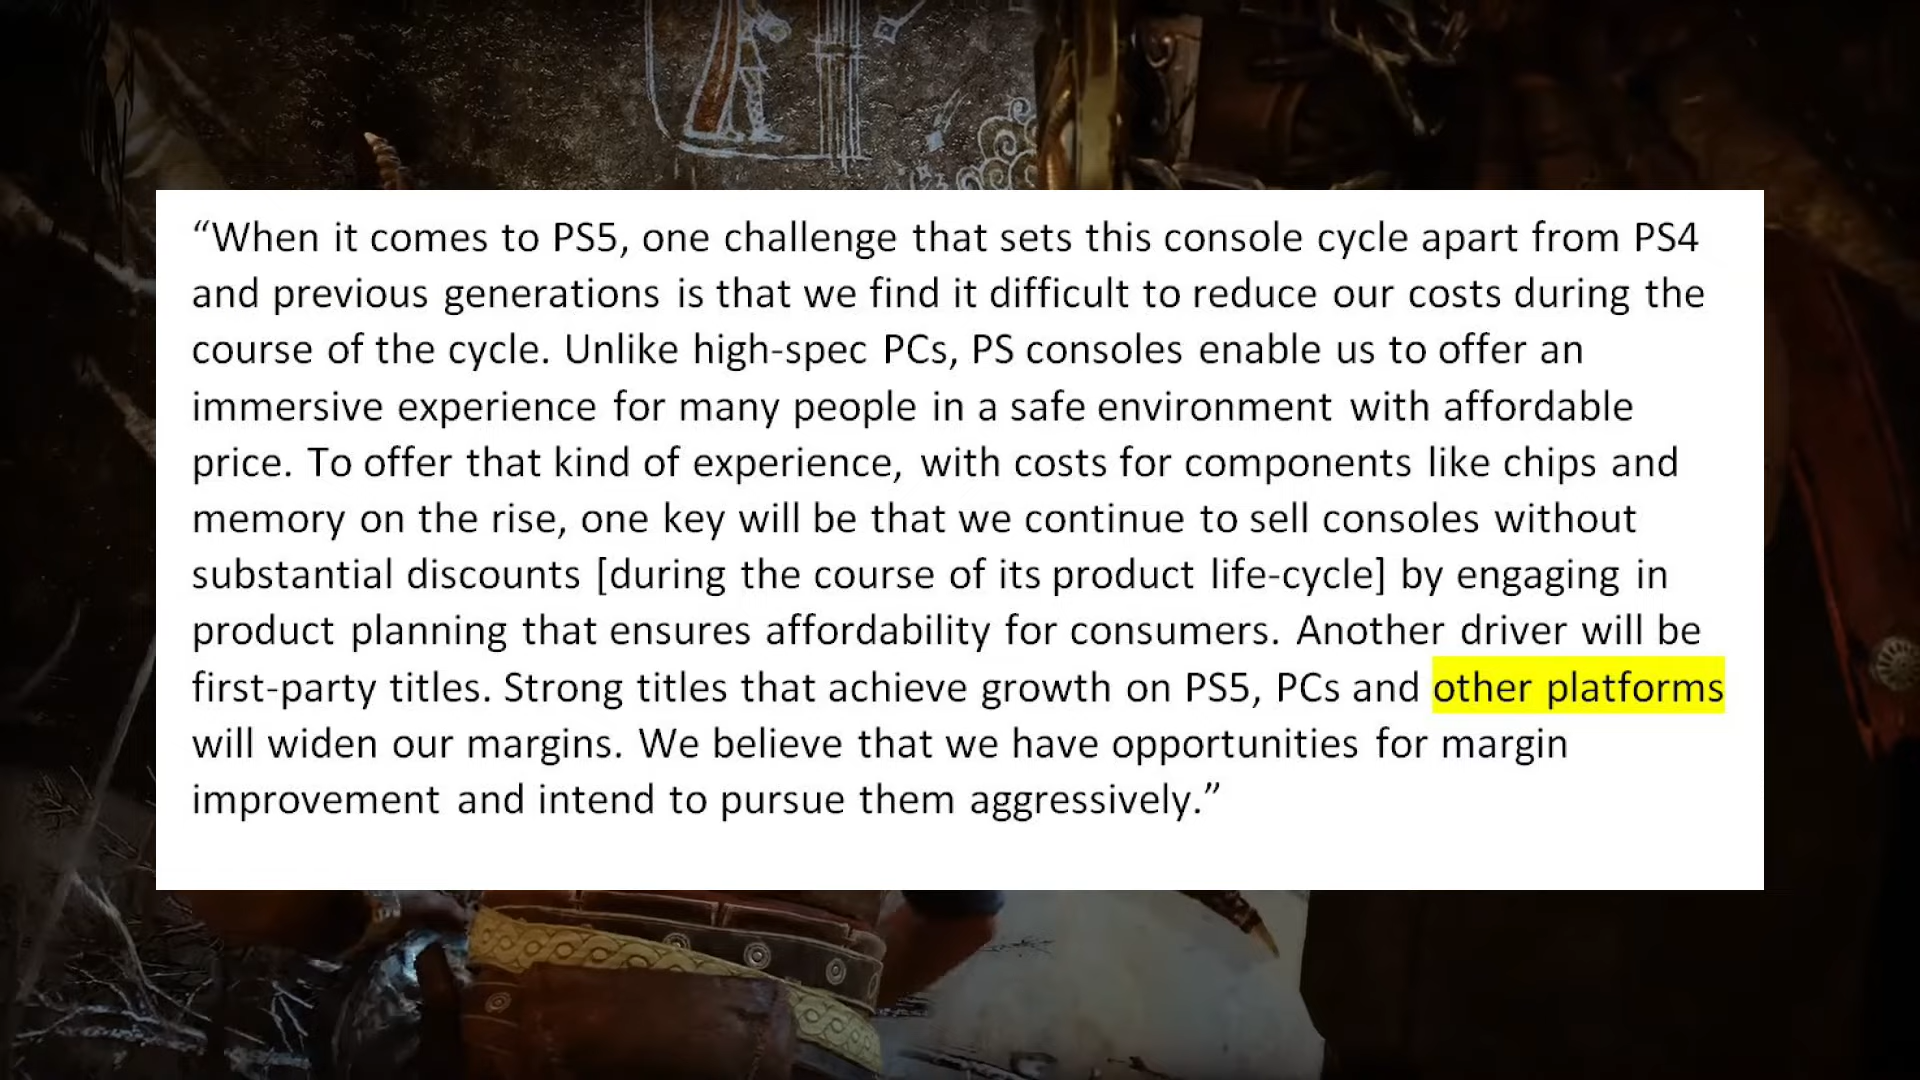 “When it comes to PS5, one challenge that sets this console cycle apart from PS4
and previous generations is that we find it difficult to reduce our costs during the
course of the cycle. Unlike high-spec PCs, PS consoles enable us to offer an
immersive experience for many people in a safe environment with affordable
price. To offer that kind of experience, with costs for components like chips and
memory on the rise, one key will be that we continue to sell consoles without
substantial discounts [during the course of its product life-cycle] by engaging in
product planning that ensures affordability for consumers. Another driver will be
first-party titles. Strong titles that achieve growth on PS5, PCs and other platforms
will widen our margins. We believe that we have opportunities for margin
improvement and intend to pursue them aggressively.”